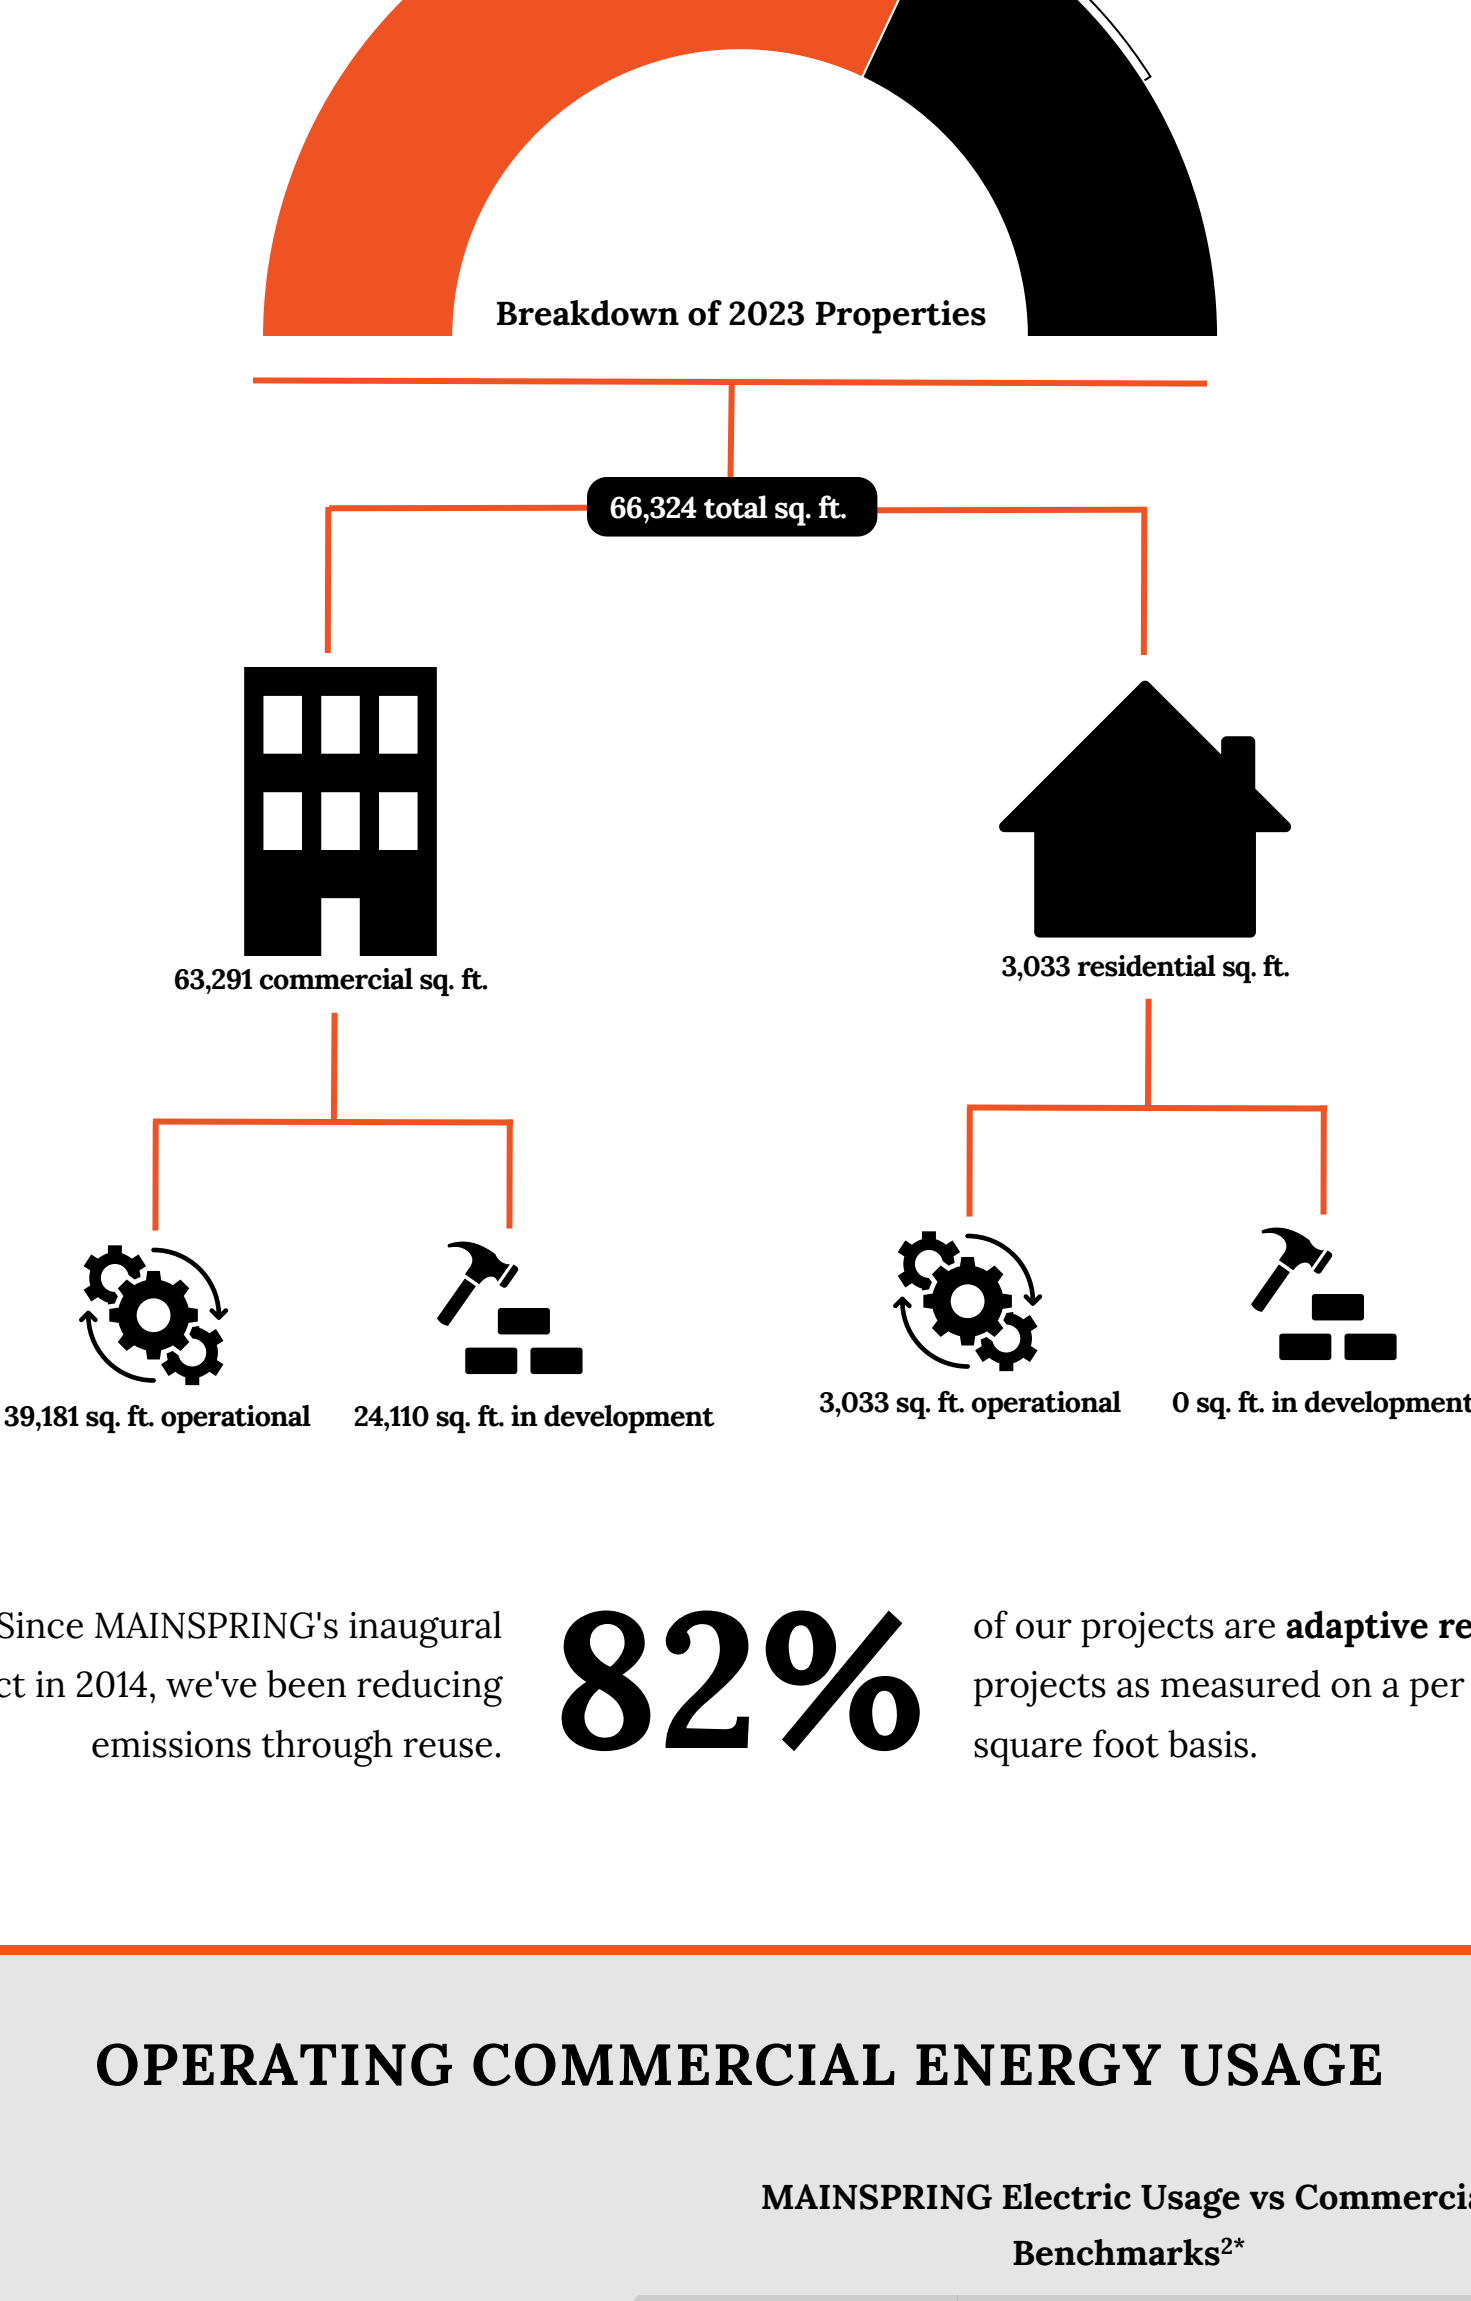 Breakdown of 2023 Properties
66,324 total sq. ft.
63,291 commercial sq. ft.
3,033 residential sq. ft.
39,181 sq. ft. operational
24,110 sq. ft. in development
3,033 sq. ft. operational
0 sq. ft. in development
Since MAINSPRING's inaugural
ct in 2014, we've been reducing
emissions through reuse.
82%
of our projects are adaptive re
projects as measured on a per
square foot basis.
OPERATING COMMERCIAL ENERGY USAGE
MAINSPRING Electric Usage vs Commercia
Benchmarks²*